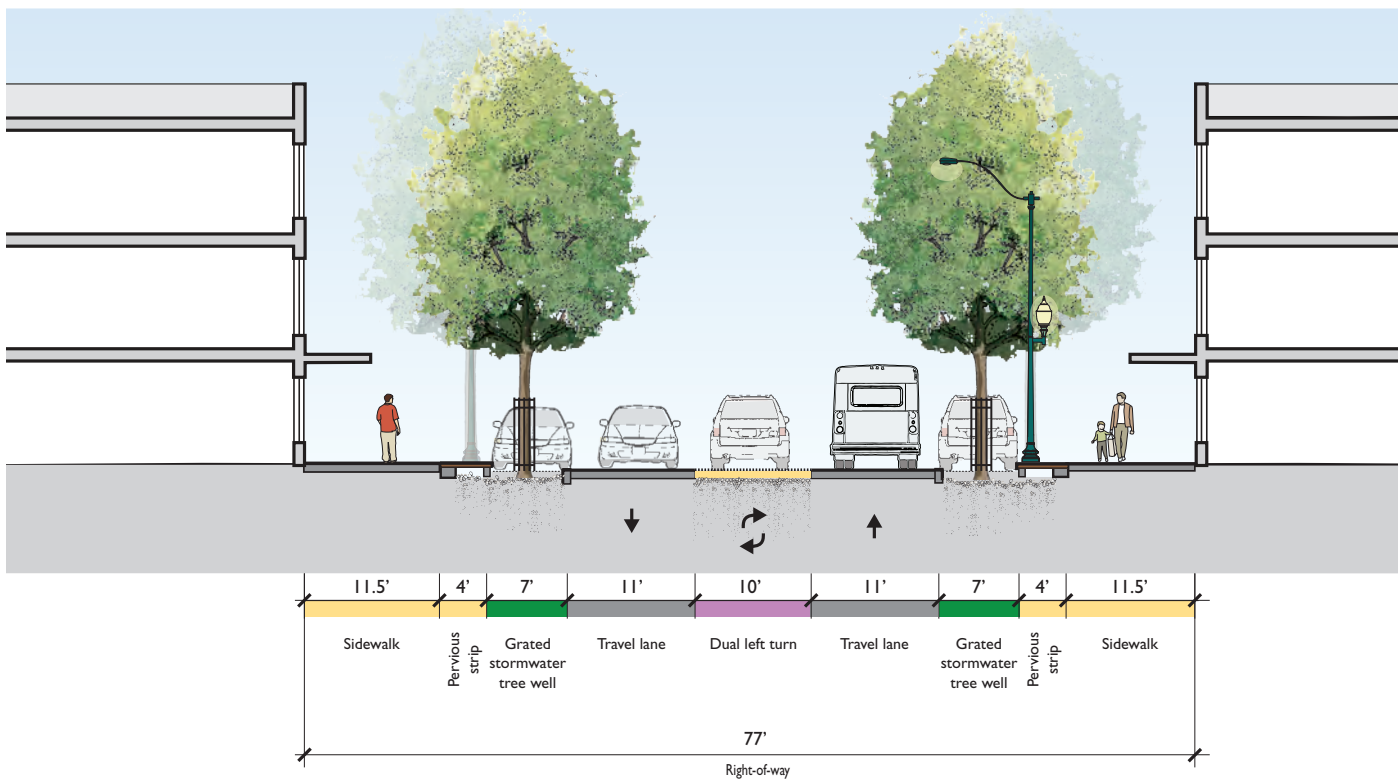 11.5'
4'
7'
11'
10'
11'
7'
4'
11.5'
Sidewalk
Pervious
strip
Grated
stormwater
tree well
Travel lane
Dual left turn
Travel lane
Grated
stormwater
tree well
Pervious
strip
Sidewalk
77'
Right-of-way